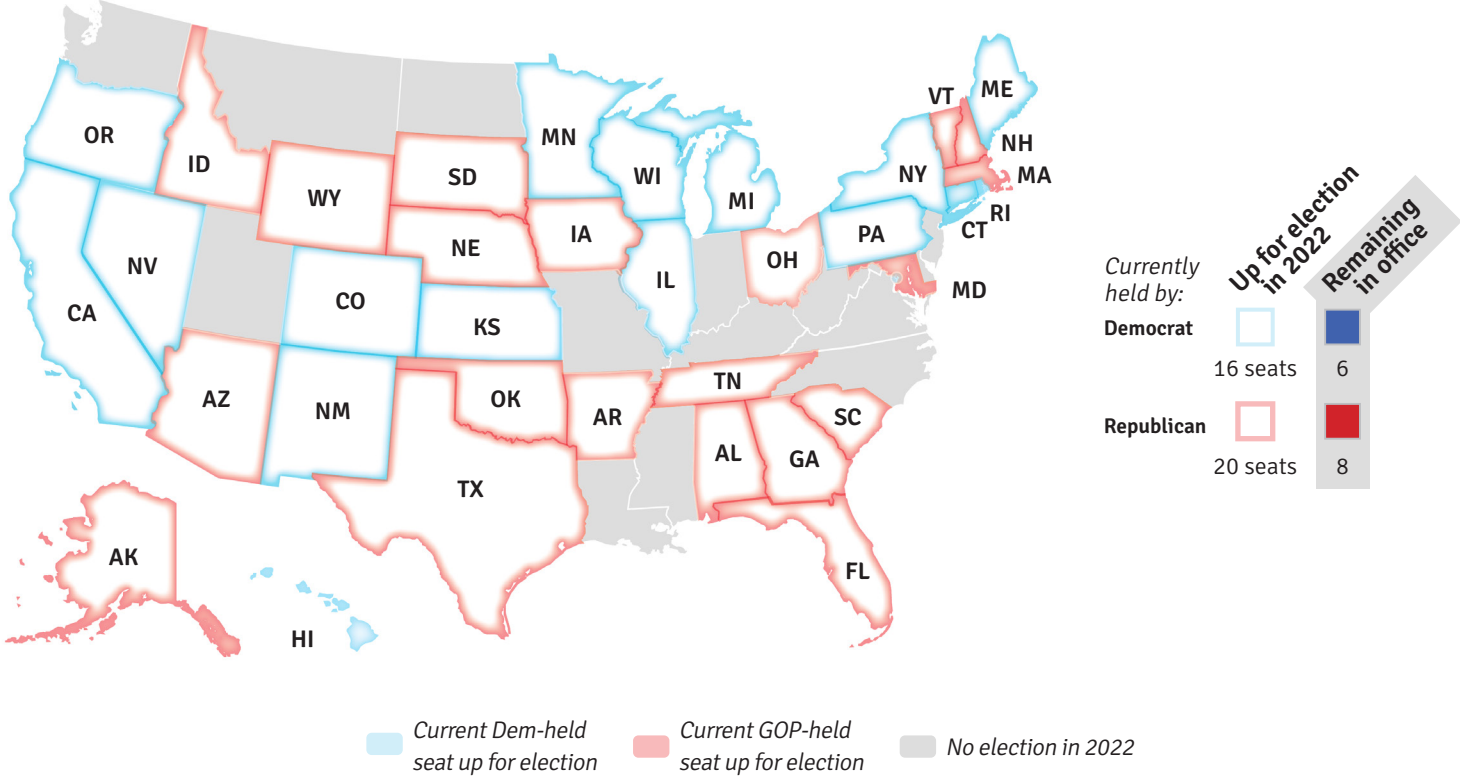 ME
VT
OR
MN
NH
ID
WI
NY
MA
SD
WY
MI
RI
CT
IA
PA
NE
OH
NV
IL
MD
CO
CA
KS
TN
AZ
OK
NM
AR
SC
AL
GA
TX
AK
FL
HI
Up for election
in 2022
Remaining
in office
Currently
held by:
Democrat
16 seats
6
Republican
20 seats
8
Current Dem-held
seat up for election
Current GOP-held
seat up for election
No election in 2022